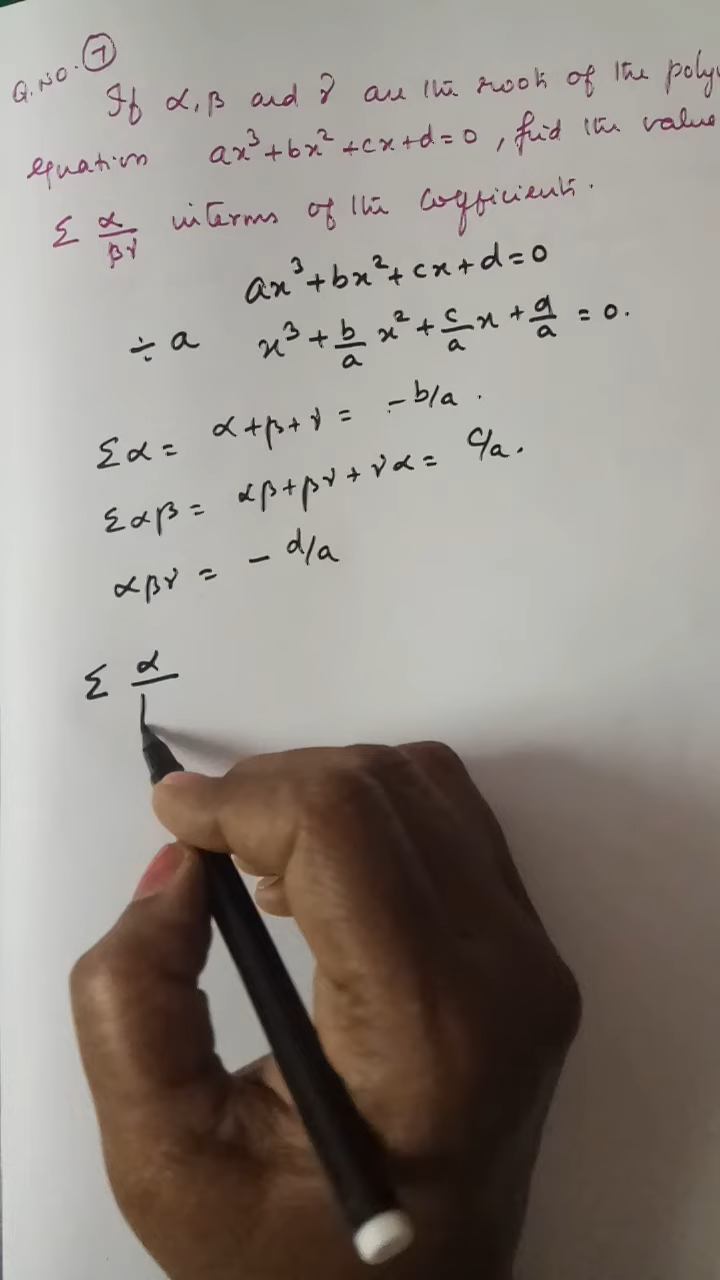 Q.NO. 7
If α, β and γ are the roots of the poly
equation ax³+bx²+cx+d=0, find the value
Σ α/βγ interms of the coefficients.
ax³+bx²+cx+d=0
÷ a x³ + b/a x² + c/a x + d/a = 0.
Σα = α+β+γ = -b/a.
Σαβ = αβ+βγ+γα = c/a.
αβγ = - d/a
Σ α